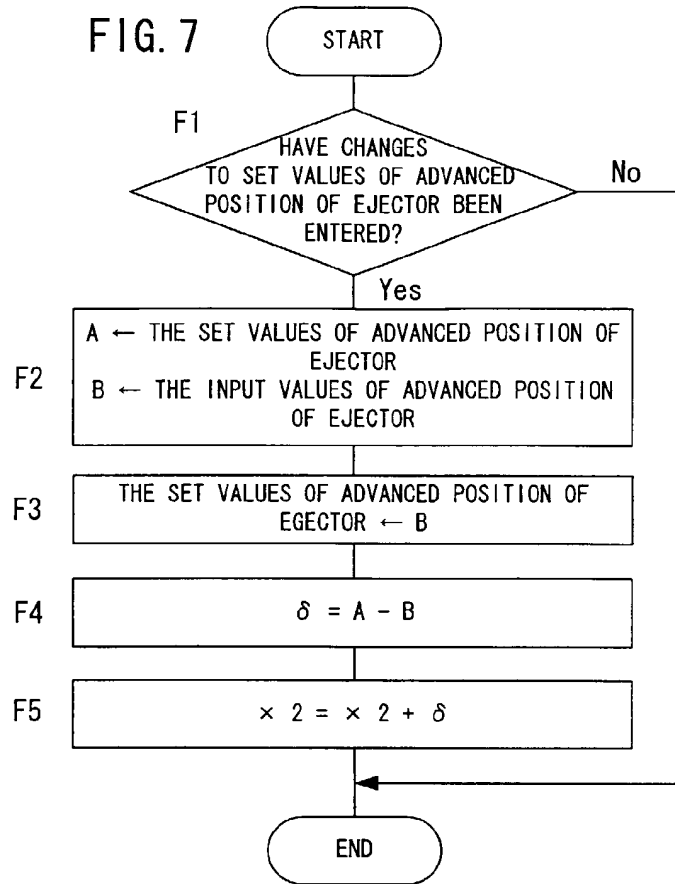 FIG. 7
START
F1
HAVE CHANGES
TO SET VALUES OF ADVANCED
POSITION OF EJECTOR BEEN
ENTERED?
No
Yes
F2
A ← THE SET VALUES OF ADVANCED POSITION OF
EJECTOR
B ← THE INPUT VALUES OF ADVANCED POSITION
OF EJECTOR
F3
THE SET VALUES OF ADVANCED POSITION OF
EGECTOR ← B
F4
δ = A - B
F5
× 2 = × 2 + δ
END